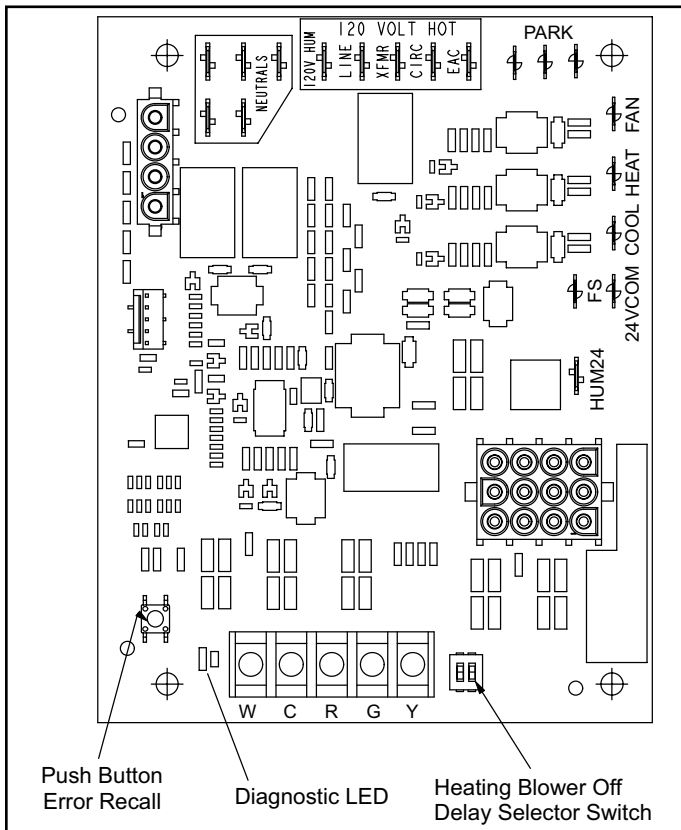 120 VOLT HOT
PARK
120V HUM
LINE
XFMR
CIRC
EAC
NEUTRALS
FAN
HEAT
COOL
24VCOM
FS
HUM24
W C R G Y
Push Button
Error Recall
Diagnostic LED
Heating Blower Off
Delay Selector Switch